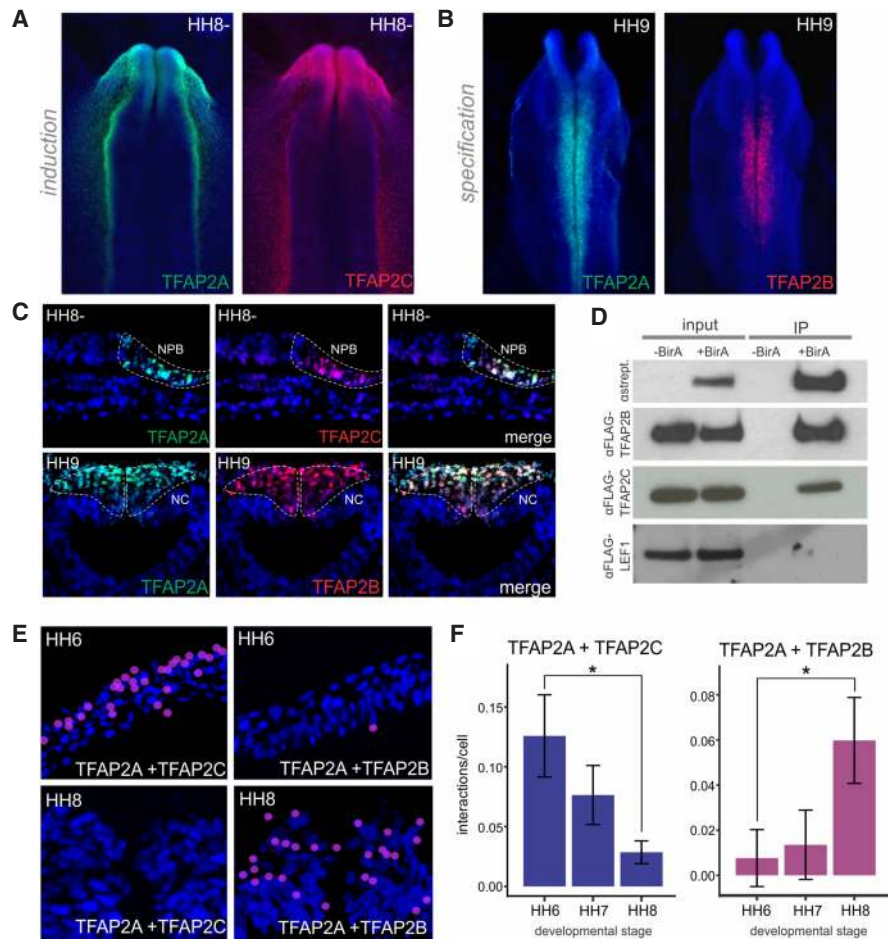 A
HH8-
HH8-
induction
TFAP2A
TFAP2C
B
HH9
HH9
specification
TFAP2A
TFAP2B
C
HH8-
NPB
TFAP2A
HH8-
NPB
TFAP2C
HH8-
NPB
merge
HH9
NC
TFAP2A
HH9
NC
TFAP2B
HH9
NC
merge
D
input
IP
-BirA
+BirA
-BirA
+BirA
αstrept.
αFLAG-
TFAP2B
αFLAG-
TFAP2C
αFLAG-
LEF1
E
HH6
TFAP2A +TFAP2C
HH6
TFAP2A +TFAP2B
HH8
TFAP2A +TFAP2C
HH8
TFAP2A +TFAP2B
F
TFAP2A + TFAP2C
*
interactions/cell
0.15
0.10
0.05
0.00
HH6 HH7 HH8
developmental stage
TFAP2A + TFAP2B
*
0.08
0.06
0.04
0.02
0.00
HH6 HH7 HH8
developmental stage